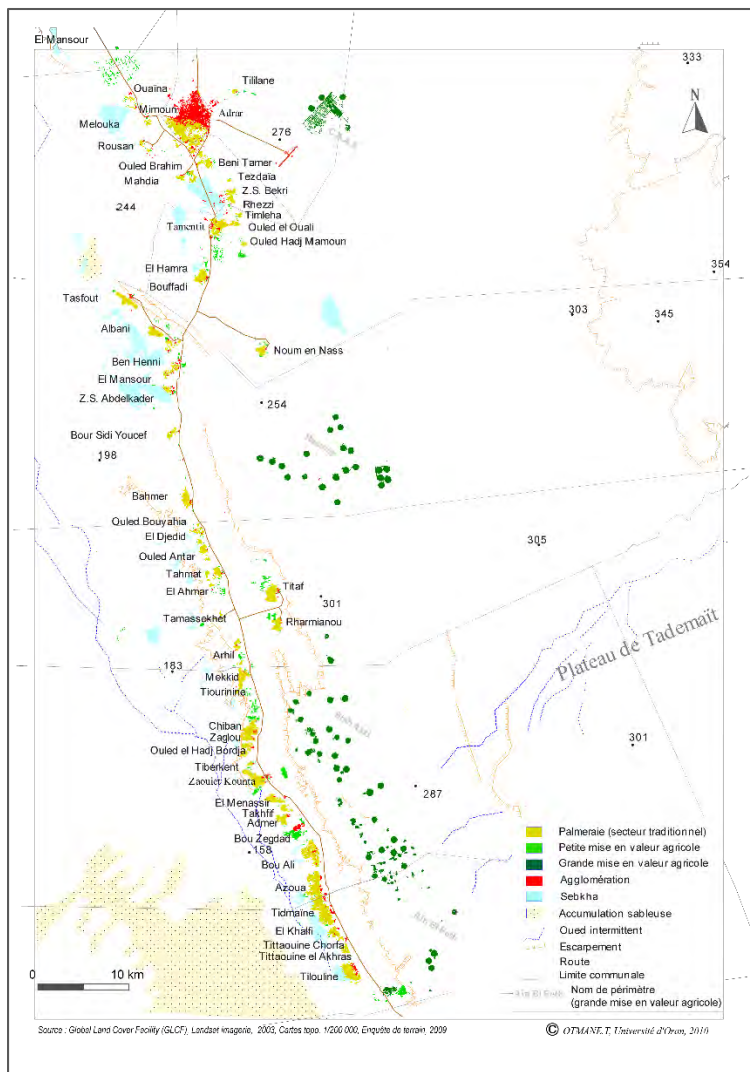 El Mansour
333
Ouaïna
Tililane
Mimoun
Adrar
N
Melouka
C.R.A.S
276
Rousan
Ouled Brahim
Beni Tamer
Mahdia
Tezdaïa
Z.S. Bekri
244
Rhezzi
Timleha
Tamentit
Ouled el Ouali
Ouled Hadj Mamoun
El Hamra
354
Bouffadi
Tasfout
303
345
Albani
Noum en Nass
Ben Henni
El Mansour
Z.S. Abdelkader
254
Bour Sidi Youcef
198
Bahmer
Ouled Bouyahia
El Djedid
305
Ouled Antar
Tahmat
Titaf
El Ahmar
301
Tamassekhet
Rharmianou
Plateau de Tademaït
Arhil
183
Mekkid
Tiourinine
Chiban
Zaglou
301
Ouled el Hadj Bordja
Tiberkent
Zaouiet Kounta
287
El Menassir
Takhfif
Admer
Bou Zegdad
158
Bou Ali
Azoua
Tidmaïne
El Khalfi
Tittaouine Chorfa
Tittaouine el Akhras
Tilouline
Aïn El Feth
Palmeraie (secteur traditionnel)
Petite mise en valeur agricole
Grande mise en valeur agricole
Agglomération
Sebkha
Accumulation sableuse
Oued intermittent
Escarpement
Route
Limite communale
Aïn El Feth
Nom de périmètre
(grande mise en valeur agricole)
0 10 km
Source : Global Land Cover Facility (GLCF), Landsat imagerie, 2003, Cartes topo. 1/200 000, Enquête de terrain, 2009
© OTMANE.T, Université d'Oran, 2010